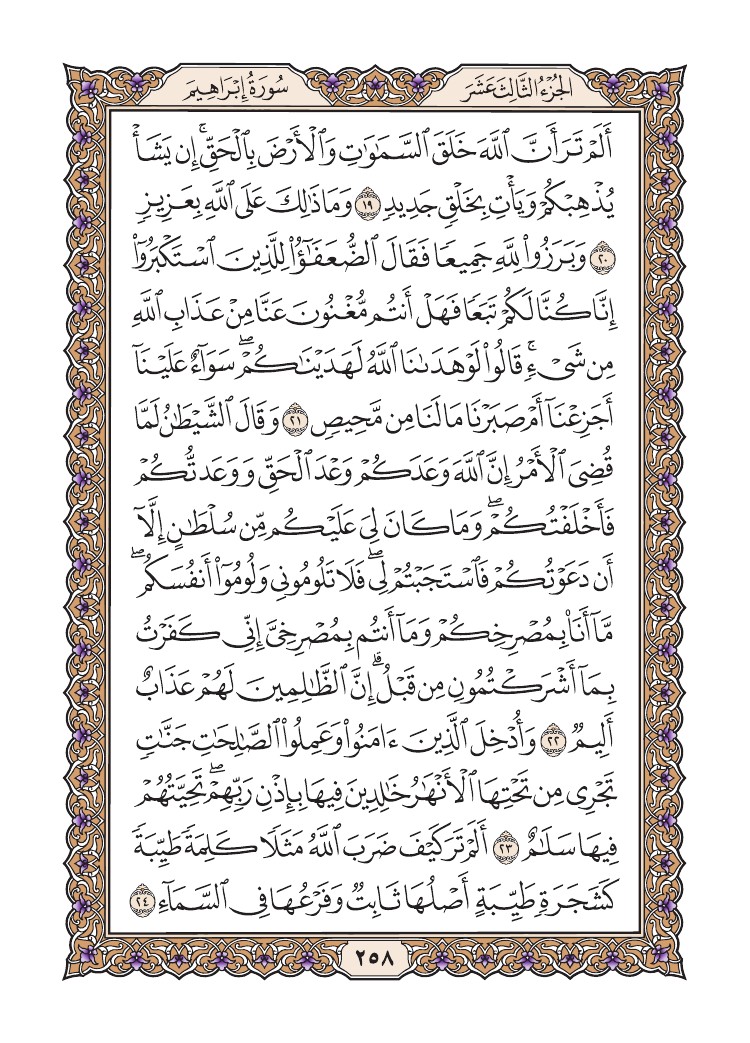 الجُزْءُ الثَّالِثَ عَشَرَ
سُورَةُ إِبْرَاهِيمَ
أَلَمْ تَرَ أَنَّ ٱللَّهَ خَلَقَ ٱلسَّمَٰوَٰتِ وَٱلْأَرْضَ بِٱلْحَقِّۚ إِن يَشَأْ
يُذْهِبْكُمْ وَيَأْتِ بِخَلْقٍۢ جَدِيدٍۢ ١٩ وَمَا ذَٰلِكَ عَلَى ٱللَّهِ بِعَزِيزٍۢ
٢٠ وَبَرَزُوا۟ لِلَّهِ جَمِيعًۭا فَقَالَ ٱلضُّعَفَٰٓؤُا۟ لِلَّذِينَ ٱسْتَكْبَرُوٓا۟
إِنَّا كُنَّا لَكُمْ تَبَعًۭا فَهَلْ أَنتُم مُّغْنُونَ عَنَّا مِنْ عَذَابِ ٱللَّهِ
مِن شَىْءٍۢۚ قَالُوا۟ لَوْ هَدَىٰنَا ٱللَّهُ لَهَدَيْنَٰكُمْۖ سَوَآءٌ عَلَيْنَآ
أَجَزِعْنَآ أَمْ صَبَرْنَا مَا لَنَا مِن مَّحِيصٍۢ ٢١ وَقَالَ ٱلشَّيْطَٰنُ لَمَّا
قُضِىَ ٱلْأَمْرُ إِنَّ ٱللَّهَ وَعَدَكُمْ وَعْدَ ٱلْحَقِّ وَوَعَدتُّكُمْ
فَأَخْلَفْتُكُمْۖ وَمَا كَانَ لِىَ عَلَيْكُم مِّن سُلْطَٰنٍ إِلَّآ
أَن دَعَوْتُكُمْ فَٱسْتَجَبْتُمْ لِىۖ فَلَا تَلُومُونِى وَلُومُوٓا۟ أَنفُسَكُمۖ
مَّآ أَنَا۠ بِمُصْرِخِكُمْ وَمَآ أَنتُم بِمُصْرِخِىَّ إِنِّى كَفَرْتُ
بِمَآ أَشْرَكْتُمُونِ مِن قَبْلُۗ إِنَّ ٱلظَّٰلِمِينَ لَهُمْ عَذَابٌ
أَلِيمٌۭ ٢٢ وَأُدْخِلَ ٱلَّذِينَ ءَامَنُوا۟ وَعَمِلُوا۟ ٱلصَّٰلِحَٰتِ جَنَّٰتٍۢ
تَجْرِى مِن تَحْتِهَا ٱلْأَنْهَٰرُ خَٰلِدِينَ فِيهَا بِإِذْنِ رَبِّهِمْۖ تَحِيَّتُهُمْ
فِيهَا سَلَٰمٌ ٢٣ أَلَمْ تَرَ كَيْفَ ضَرَبَ ٱللَّهُ مَثَلًۭا كَلِمَةًۭ طَيِّبَةًۭ
كَشَجَرَةٍۢ طَيِّبَةٍ أَصْلُهَا ثَابِتٌۭ وَفَرْعُهَا فِى ٱلسَّمَآءِ ٢٤
٢٥٨